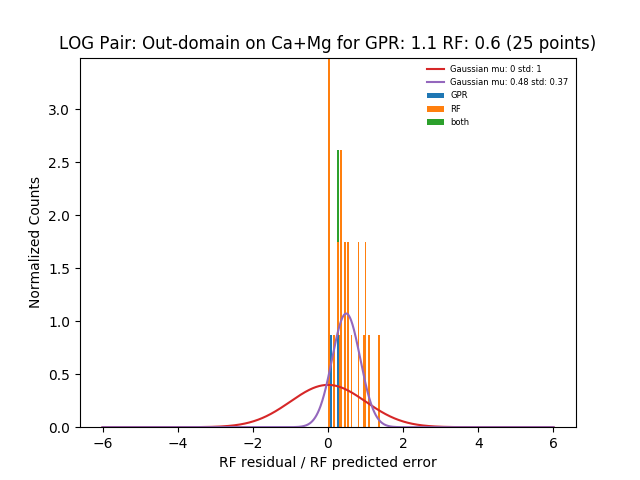 LOG Pair: Out-domain on Ca+Mg for GPR: 1.1 RF: 0.6 (25 points)
Gaussian mu: 0 std: 1
Gaussian mu: 0.48 std: 0.37
GPR
RF
both
Normalized Counts
3.0
2.5
2.0
1.5
1.0
0.5
0.0
−6 −4 −2 0 2 4 6
RF residual / RF predicted error